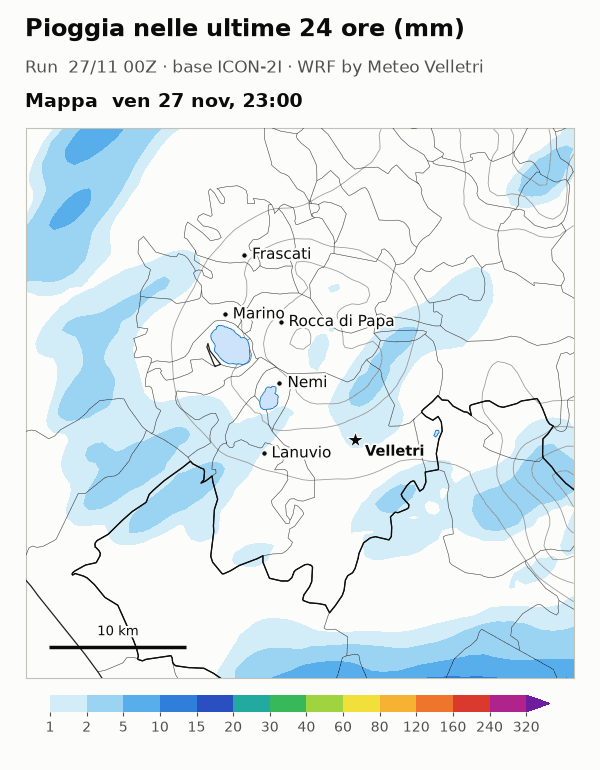 Pioggia nelle ultime 24 ore (mm)
Run 27/11 00Z · base ICON-2I · WRF by Meteo Velletri
Mappa ven 27 nov, 23:00
Frascati
Marino
Rocca di Papa
Nemi
Velletri
Lanuvio
10 km
1 2 5 10 15 20 30 40 60 80 120 160 240 320